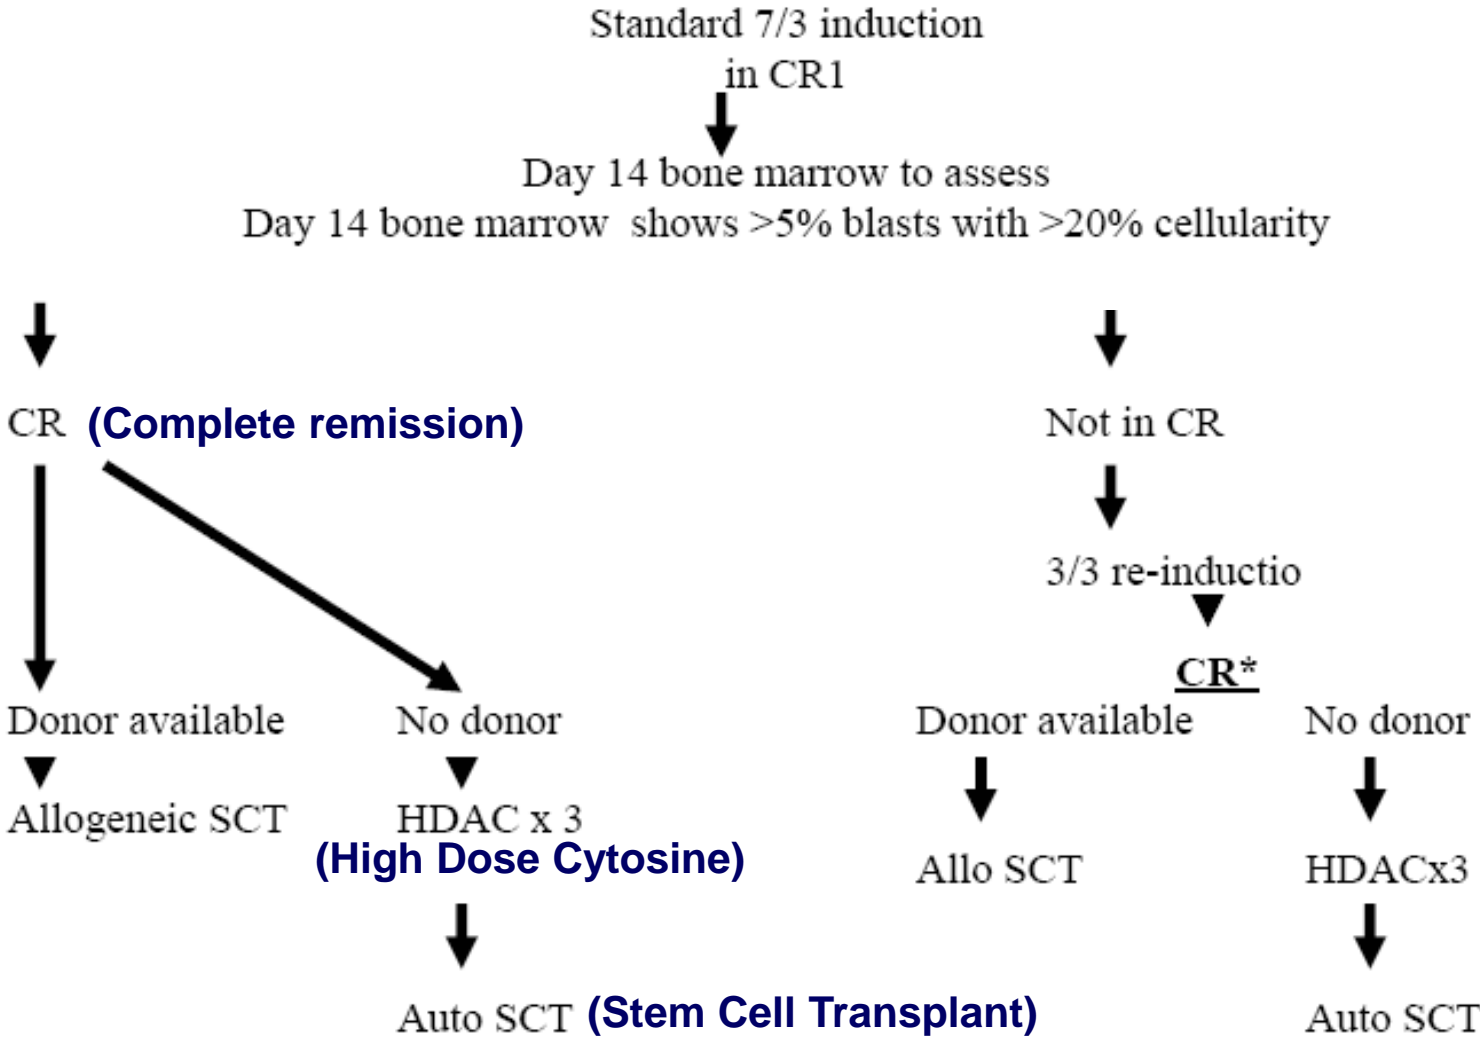 Standard 7/3 induction
in CR1
Day 14 bone marrow to assess
Day 14 bone marrow shows >5% blasts with >20% cellularity
CR (Complete remission)
Not in CR
3/3 re-inductio
CR*
Donor available
No donor
Donor available
No donor
Allogeneic SCT
HDAC x 3
(High Dose Cytosine)
Allo SCT
HDACx3
Auto SCT (Stem Cell Transplant)
Auto SCT